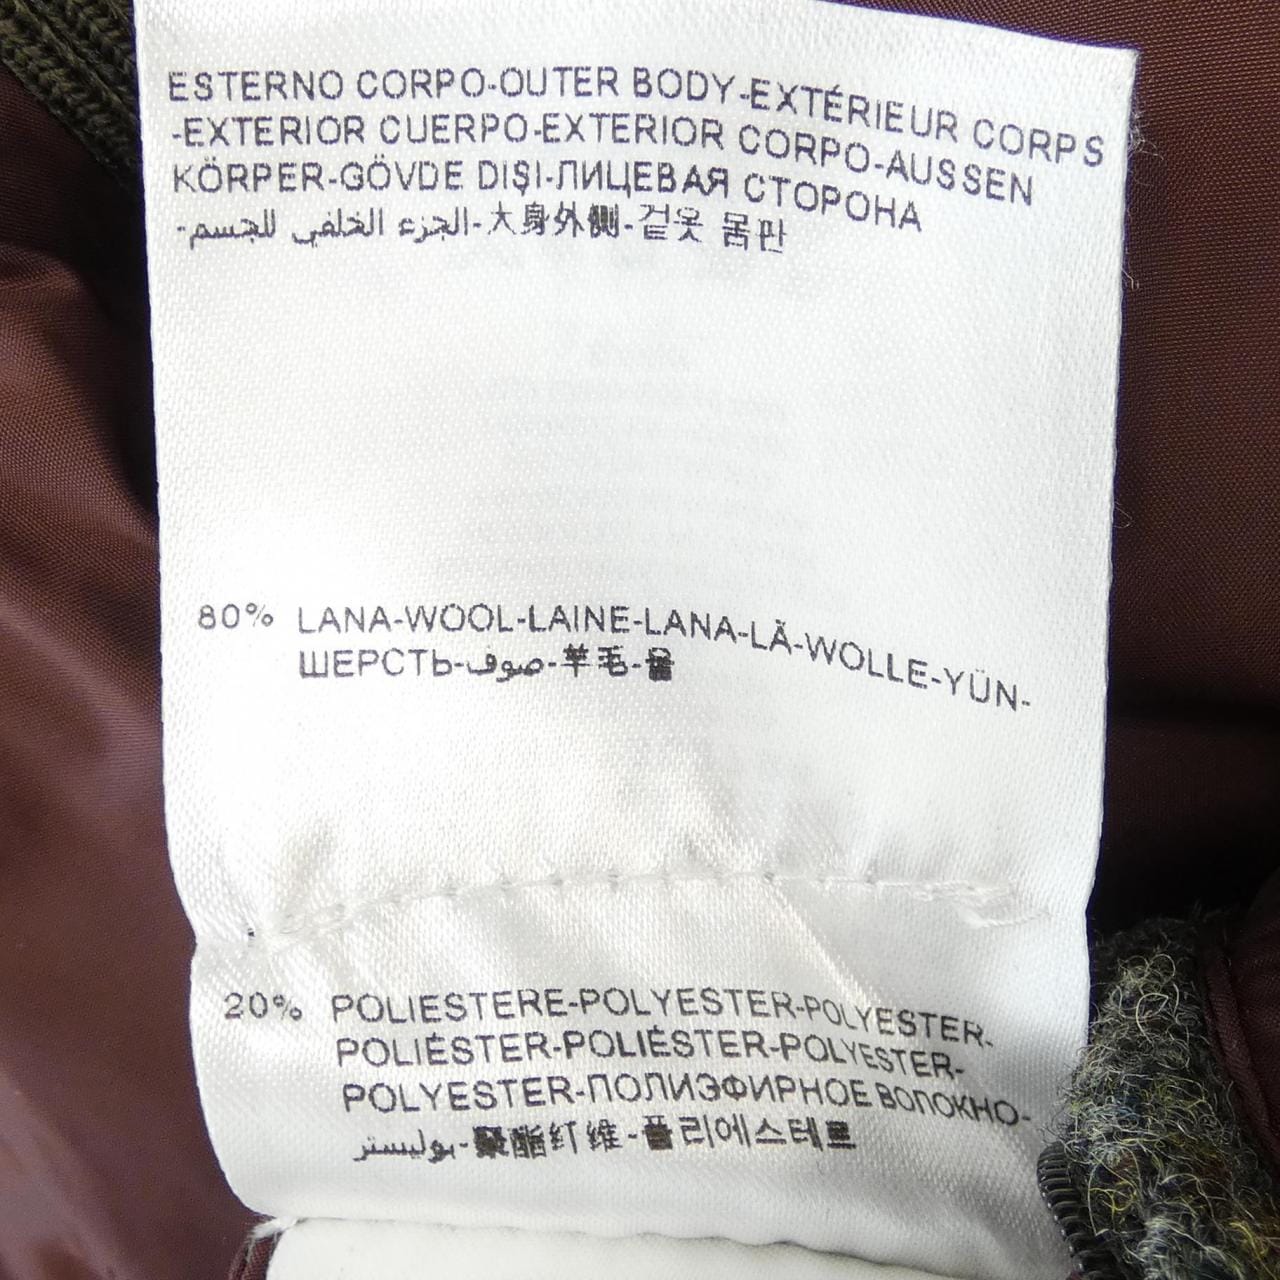 ESTERNO CORPO-OUTER BODY-EXTÉRIEUR CORPS
-EXTERIOR CUERPO-EXTERIOR CORPO-AUSSEN
KÖRPER-GÖVDE DIŞI-ЛИЦЕВАЯ СТОРОНА
-الجزء الخلفي للجسم-大身外侧-겉옷 몸판
80% LANA-WOOL-LAINE-LANA-LÃ-WOLLE-YÜN-
ШЕРСТЬ-صوف-羊毛-울
20% POLIESTERE-POLYESTER-POLYESTER-
POLIÉSTER-POLIÉSTER-POLYESTER-
POLYESTER-ПОЛИЭФИРНОЕ ВОЛОКНО-
بوليستر-聚酯纤维-폴리에스테르